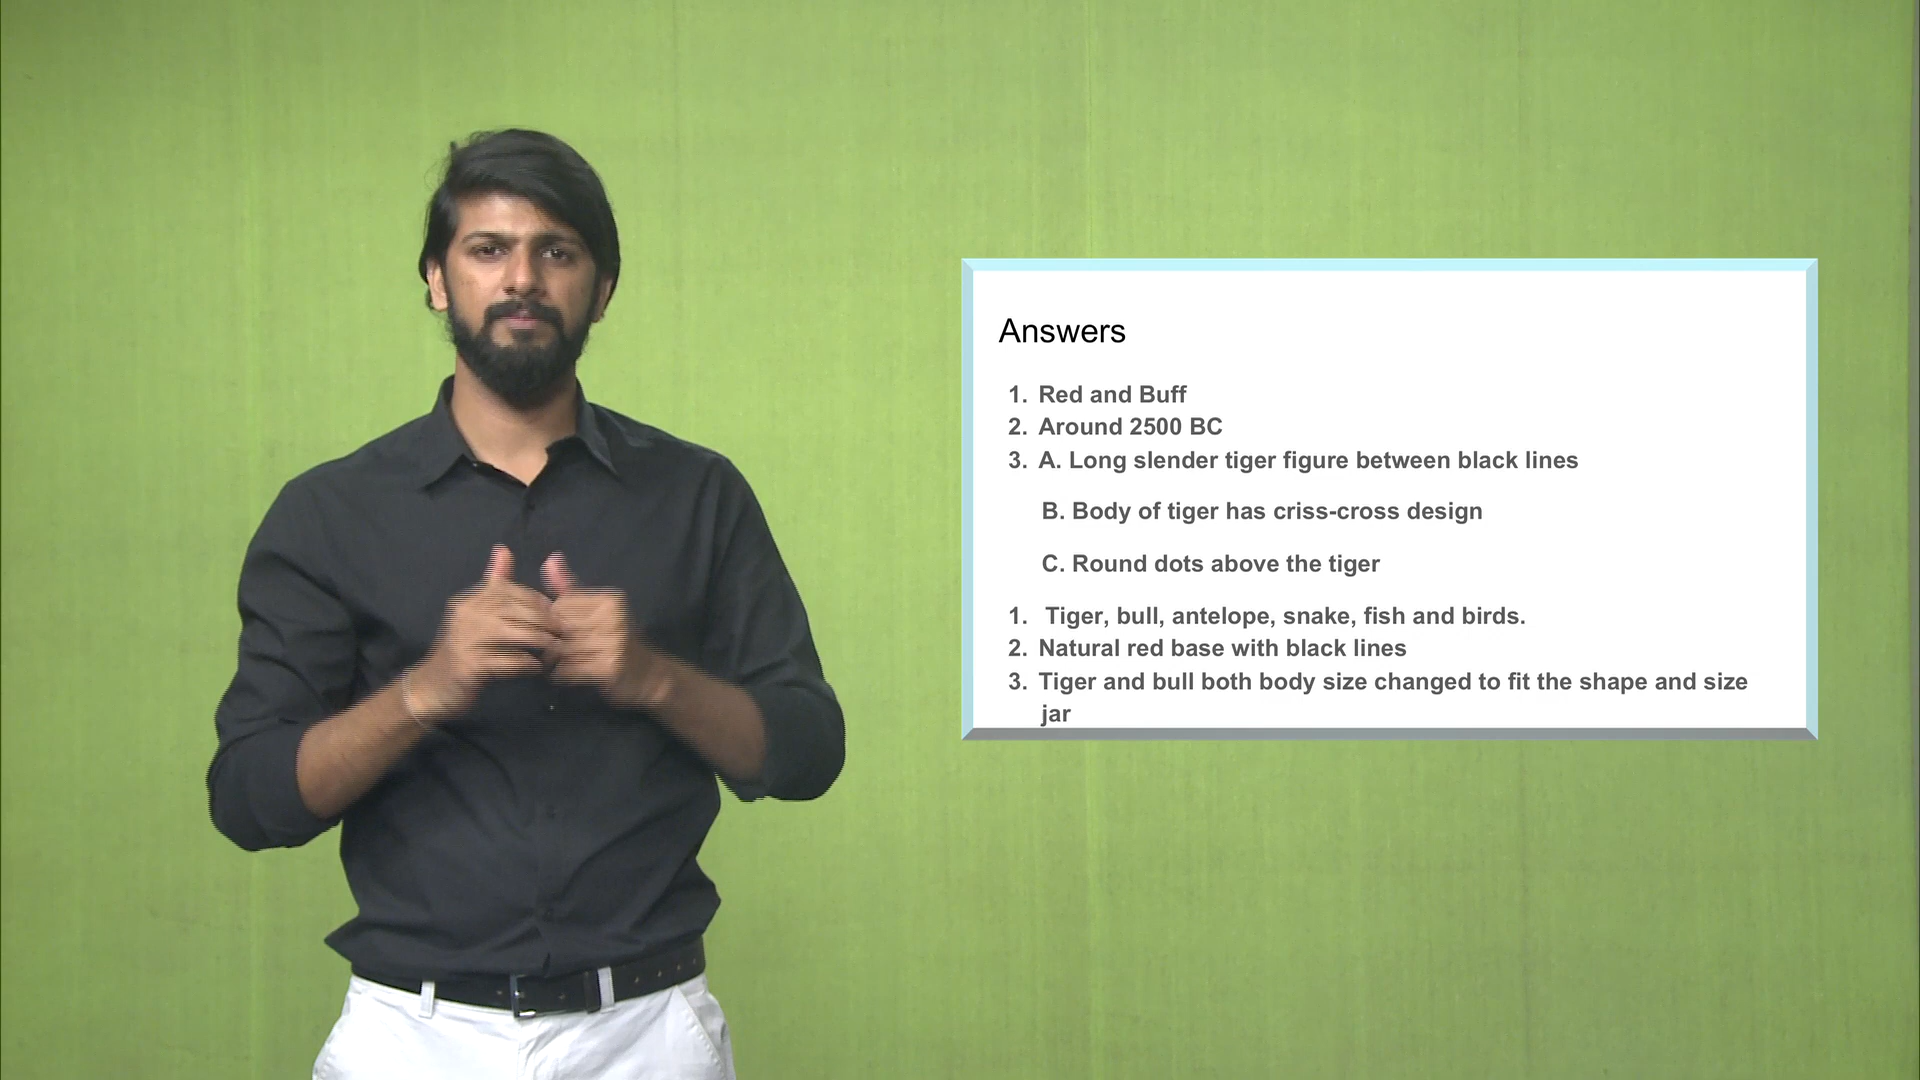 Answers
1. Red and Buff
2. Around 2500 BC
3. A. Long slender tiger figure between black lines
B. Body of tiger has criss-cross design
C. Round dots above the tiger
1. Tiger, bull, antelope, snake, fish and birds.
2. Natural red base with black lines
3. Tiger and bull both body size changed to fit the shape and size
jar